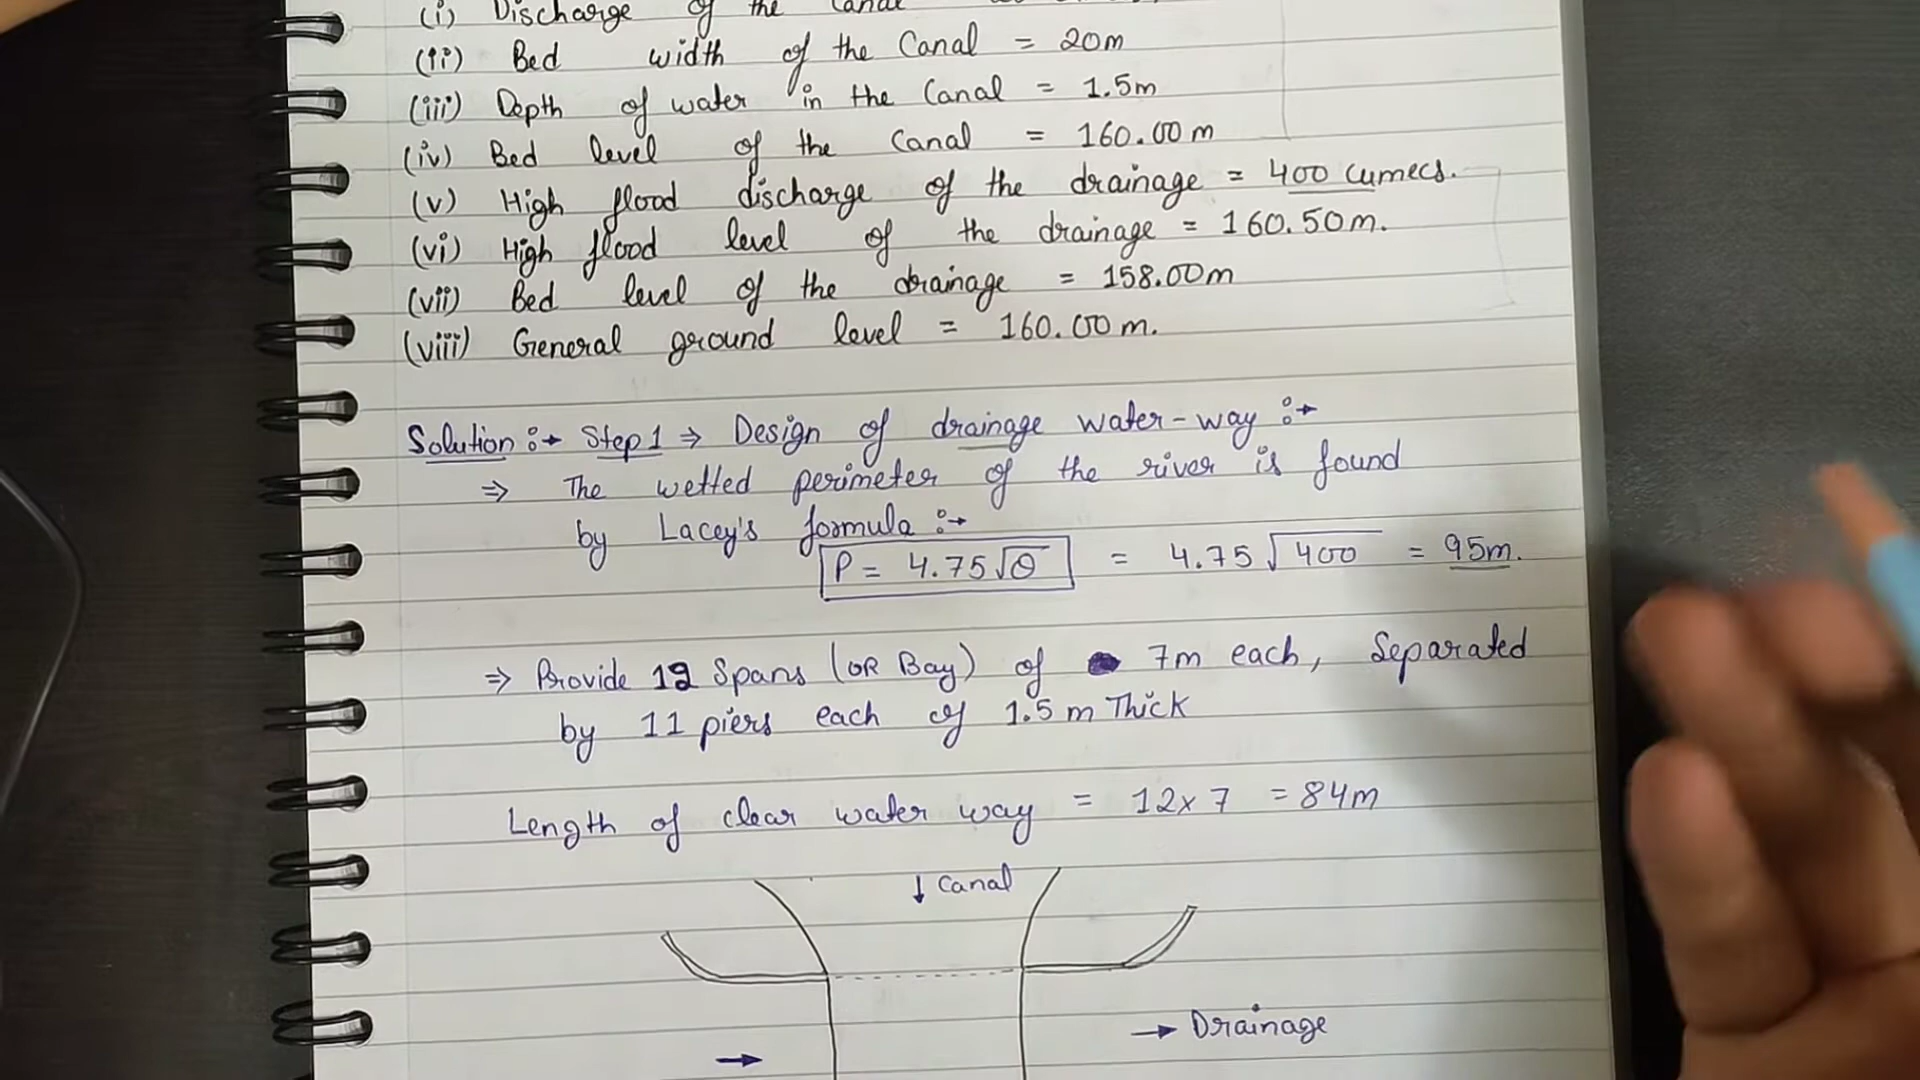 (i) Discharge of the Canal
(ii) Bed width of the Canal = 20m
(iii) Depth of water in the Canal = 1.5m
(iv) Bed level of the Canal = 160.00 m
(v) High flood discharge of the drainage = 400 cumecs.
(vi) High flood level of the drainage = 160.50m.
(vii) Bed level of the drainage = 158.00m
(viii) General ground level = 160.00 m.
Solution :→ Step 1 ⇒ Design of drainage water-way :→
⇒ The wetted perimeter of the river is found
by Lacey's formula :→
P = 4.75√Q = 4.75√400 = 95m.
⇒ Provide 12 Spans (OR Bay) of 7m each, Separated
by 11 piers each of 1.5 m Thick
Length of clear water way = 12x7 = 84m
↓ Canal
→ Drainage
→